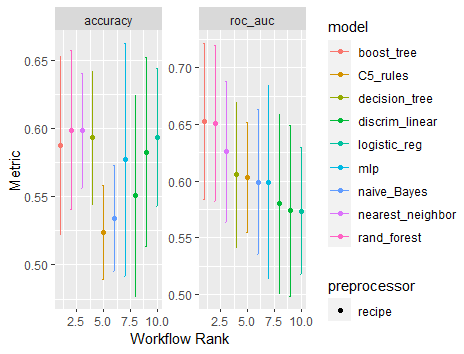 accuracy
roc_auc
0.65
0.60
0.55
0.50
0.70
0.65
0.60
0.55
0.50
2.5 5.0 7.5 10.0
2.5 5.0 7.5 10.0
Metric
Workflow Rank
model
boost_tree
C5_rules
decision_tree
discrim_linear
logistic_reg
mlp
naive_Bayes
nearest_neighbor
rand_forest
preprocessor
recipe